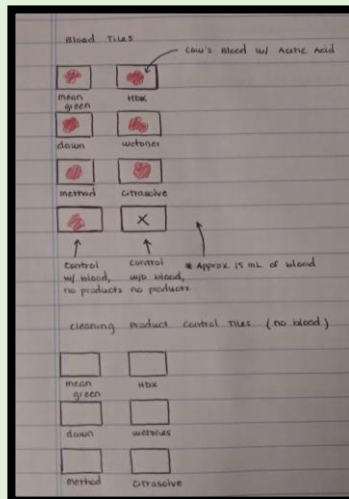 Blood Tiles
Cow's Blood w/ Acetic Acid
mean green
HDX
dawn
wetones
method
citrasolve
X
control w/ blood, no products
control w/o blood, no products
* Approx 15 mL of blood
cleaning product control tiles (no blood)
mean green
HDX
dawn
wetones
method
citrasolve